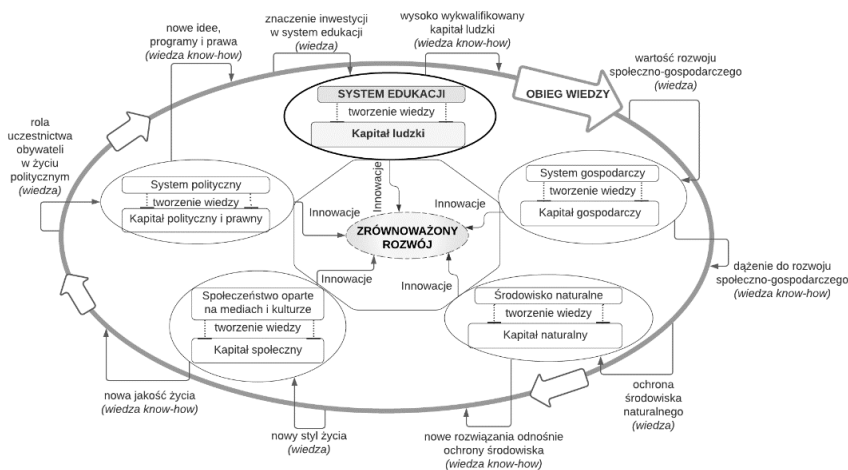 nowe idee,
programy i prawa
(wiedza know-how)
znaczenie inwestycji
w system edukacji
(wiedza)
wysoko wykwalifikowany
kapitał ludzki
(wiedza know-how)
wartość rozwoju
społeczno-gospodarczego
(wiedza)
OBIEG WIEDZY
SYSTEM EDUKACJI
tworzenie wiedzy
Kapitał ludzki
rola
uczestnictwa
obywateli
w życiu
politycznym
(wiedza)
System polityczny
tworzenie wiedzy
Kapitał polityczny i prawny
System gospodarczy
tworzenie wiedzy
Kapitał gospodarczy
Innowacje
Innowacje
Innowacje
ZRÓWNOWAŻONY
ROZWÓJ
Innowacje
Innowacje
dążenie do rozwoju
społeczno-gospodarczego
(wiedza know-how)
Społeczeństwo oparte
na mediach i kulturze
tworzenie wiedzy
Kapitał społeczny
Środowisko naturalne
tworzenie wiedzy
Kapitał naturalny
nowa jakość życia
(wiedza know-how)
ochrona
środowiska
naturalnego
(wiedza)
nowy styl życia
(wiedza)
nowe rozwiązania odnośnie
ochrony środowiska
(wiedza know-how)